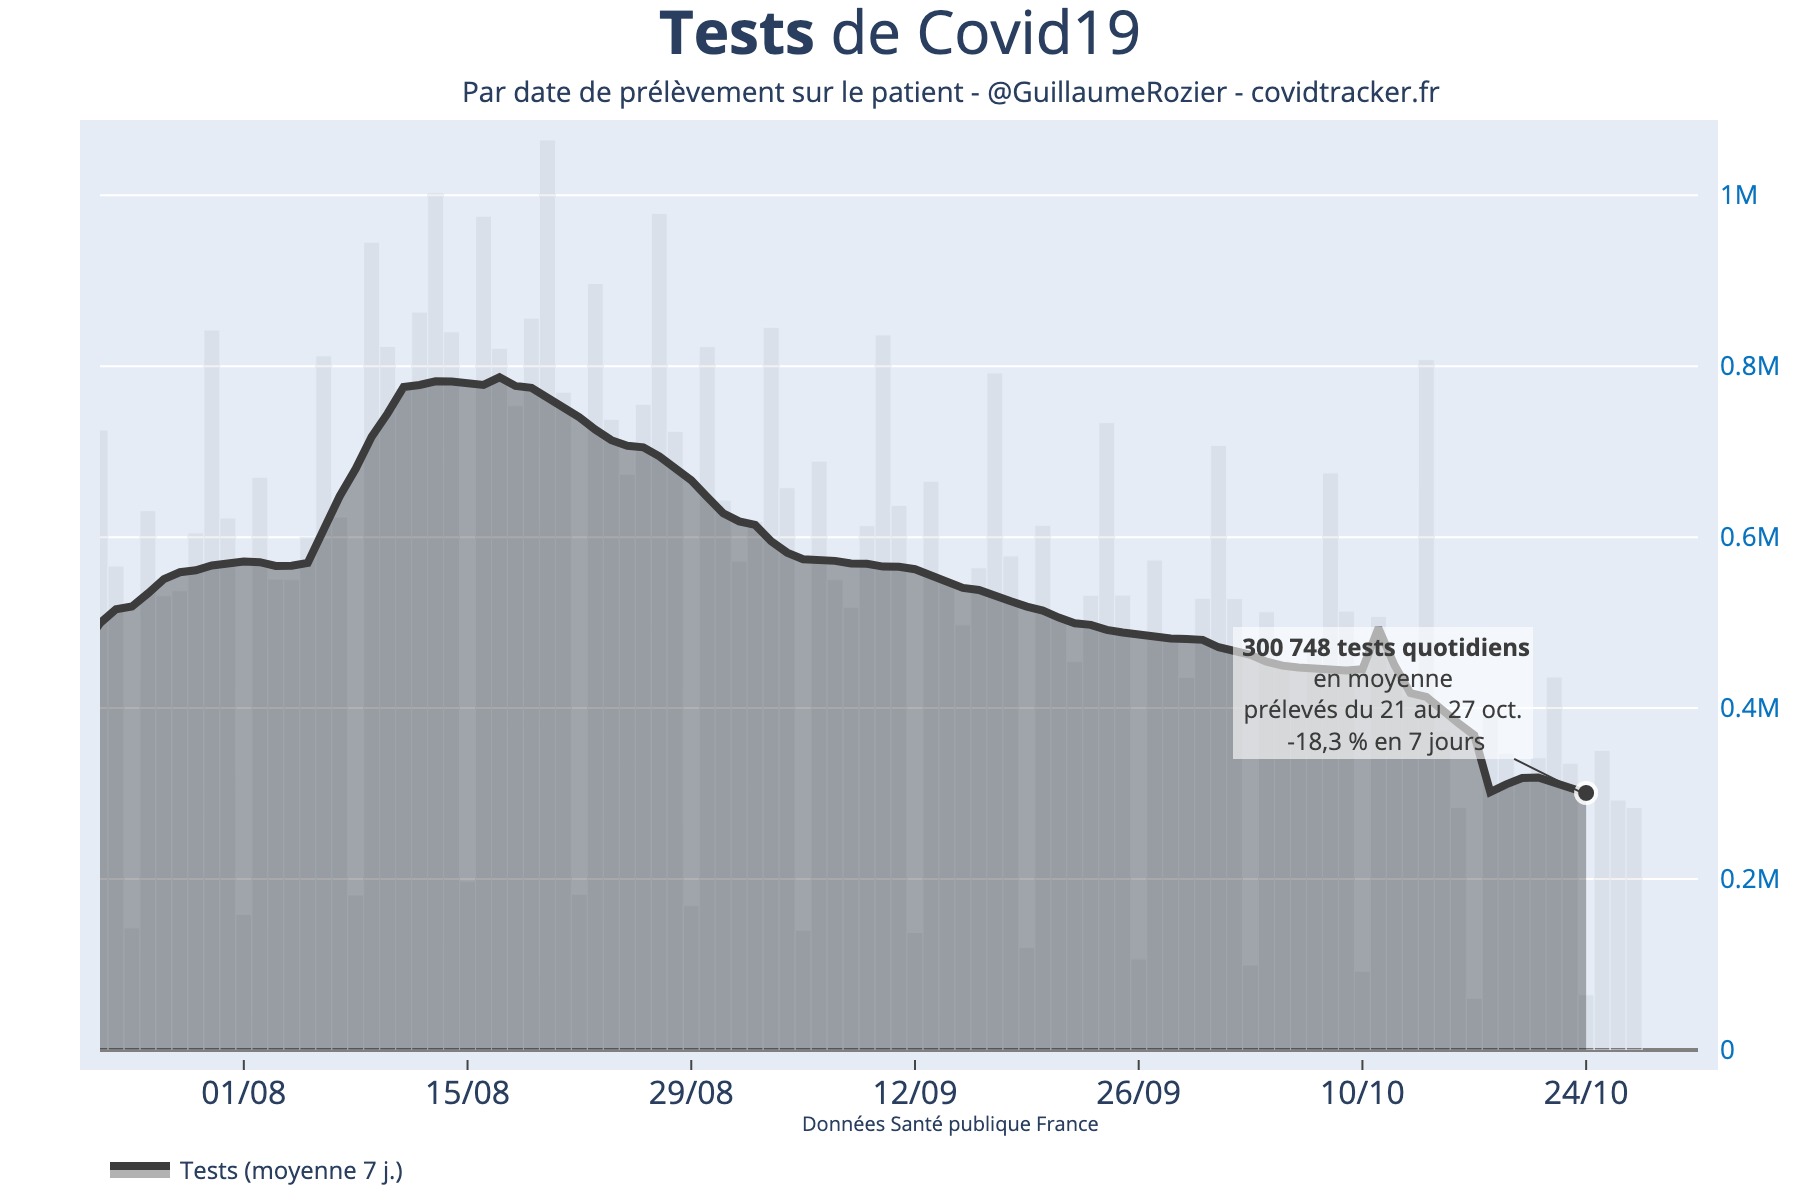 Tests de Covid19
Par date de prélèvement sur le patient - @GuillaumeRozier - covidtracker.fr
1M
0.8M
0.6M
300 748 tests quotidiens
en moyenne
prélevés du 21 au 27 oct.
-18,3 % en 7 jours
0.4M
0.2M
0
01/08
15/08
29/08
12/09
26/09
10/10
24/10
Données Santé publique France
Tests (moyenne 7 j.)